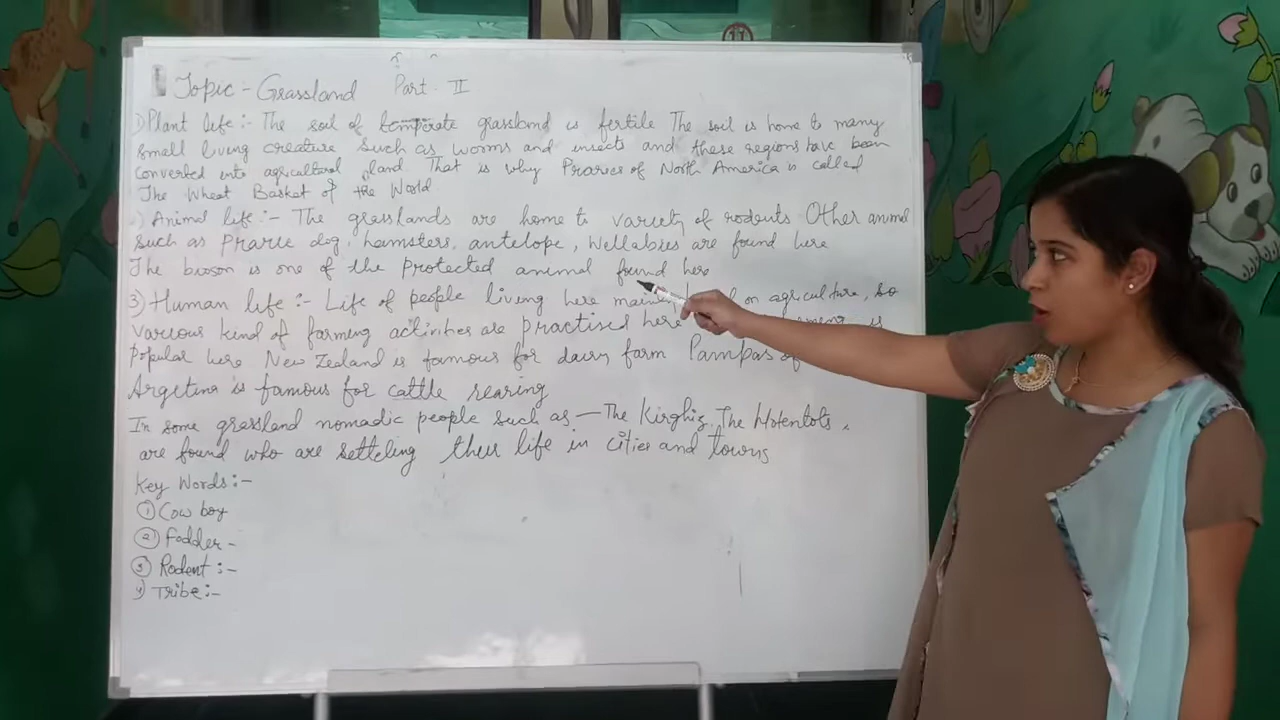 Topic - Grassland Part - II
1) Plant life :- The soil of temperate grassland is fertile The soil is home to many
small living creature such as worms and insects and these regions have been
converted into agricultural pland. That is why Praries of North America is called
The Wheat Basket of the World
2) Animal life :- The grasslands are home to variety of rodents. Other animal
such as Prarie dog, hamsters, antelope, Wellabies are found here
The bioson is one of the protected animal found here
3) Human life :- Life of people living here on agriculture, so
various kind of farming activities are practised here is
popular here New Zealand is famous for dairy farm Pampas of
Argetina is famous for cattle rearing
In some grassland nomadic people such as — The Kirghiz, The Hotentots,
are found who are settcling their life in cities and towns
Key Words :-
① Cow boy
② Fodder -
③ Rodent :-
4) Tribe :-
17